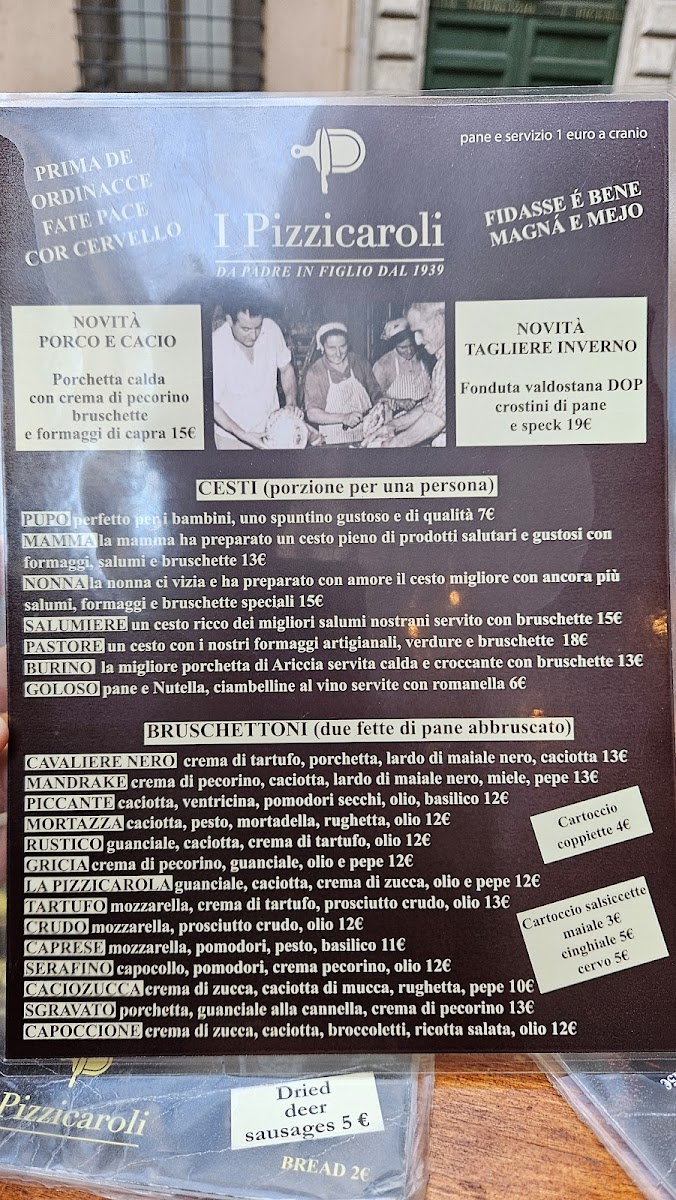 pane e servizio 1 euro a cranio
PRIMA DE
ORDINACCE
FATE PACE
COR CERVELLO
I Pizzicaroli
DA PADRE IN FIGLIO DAL 1939
FIDASSE É BENE
MAGNÁ E MEJO
NOVITÀ
PORCO E CACIO
Porchetta calda
con crema di pecorino
bruschette
e formaggi di capra 15€
NOVITÀ
TAGLIERE INVERNO
Fonduta valdostana DOP
crostini di pane
e speck 19€
CESTI (porzione per una persona)
PUPO perfetto per i bambini, uno spuntino gustoso e di qualità 7€
MAMMA la mamma ha preparato un cesto pieno di prodotti salutari e gustosi con
formaggi, salumi e bruschette 13€
NONNA la nonna ci vizia e ha preparato con amore il cesto migliore con ancora più
salumi, formaggi e bruschette speciali 15€
SALUMIERE un cesto ricco dei migliori salumi nostrani servito con bruschette 15€
PASTORE un cesto con i nostri formaggi artigianali, verdure e bruschette 18€
BURINO la migliore porchetta di Ariccia servita calda e croccante con bruschette 13€
GOLOSO pane e Nutella, ciambelline al vino servite con romanella 6€
BRUSCHETTONI (due fette di pane abbruscato)
CAVALIERE NERO crema di tartufo, porchetta, lardo di maiale nero, caciotta 13€
MANDRAKE crema di pecorino, caciotta, lardo di maiale nero, miele, pepe 13€
PICCANTE caciotta, ventricina, pomodori secchi, olio, basilico 12€
MORTAZZA caciotta, pesto, mortadella, rughetta, olio 12€
RUSTICO guanciale, caciotta, crema di tartufo, olio 12€
GRICIA crema di pecorino, guanciale, olio e pepe 12€
LA PIZZICAROLA guanciale, caciotta, crema di zucca, olio e pepe 12€
TARTUFO mozzarella, crema di tartufo, prosciutto crudo, olio 13€
CRUDO mozzarella, prosciutto crudo, olio 12€
CAPRESE mozzarella, pomodori, pesto, basilico 11€
SERAFINO capocollo, pomodori, crema pecorino, olio 12€
CACIOZUCCA crema di zucca, caciotta di mucca, rughetta, pepe 10€
SGRAVATO porchetta, guanciale alla cannella, crema di pecorino 13€
CAPOCCIONE crema di zucca, caciotta, broccoletti, ricotta salata, olio 12€
Cartoccio
coppiette 4€
Cartoccio salsiccette
maiale 3€
cinghiale 5€
cervo 5€
Pizzicaroli
Dried
deer
sausages 5 €
BREAD 2€